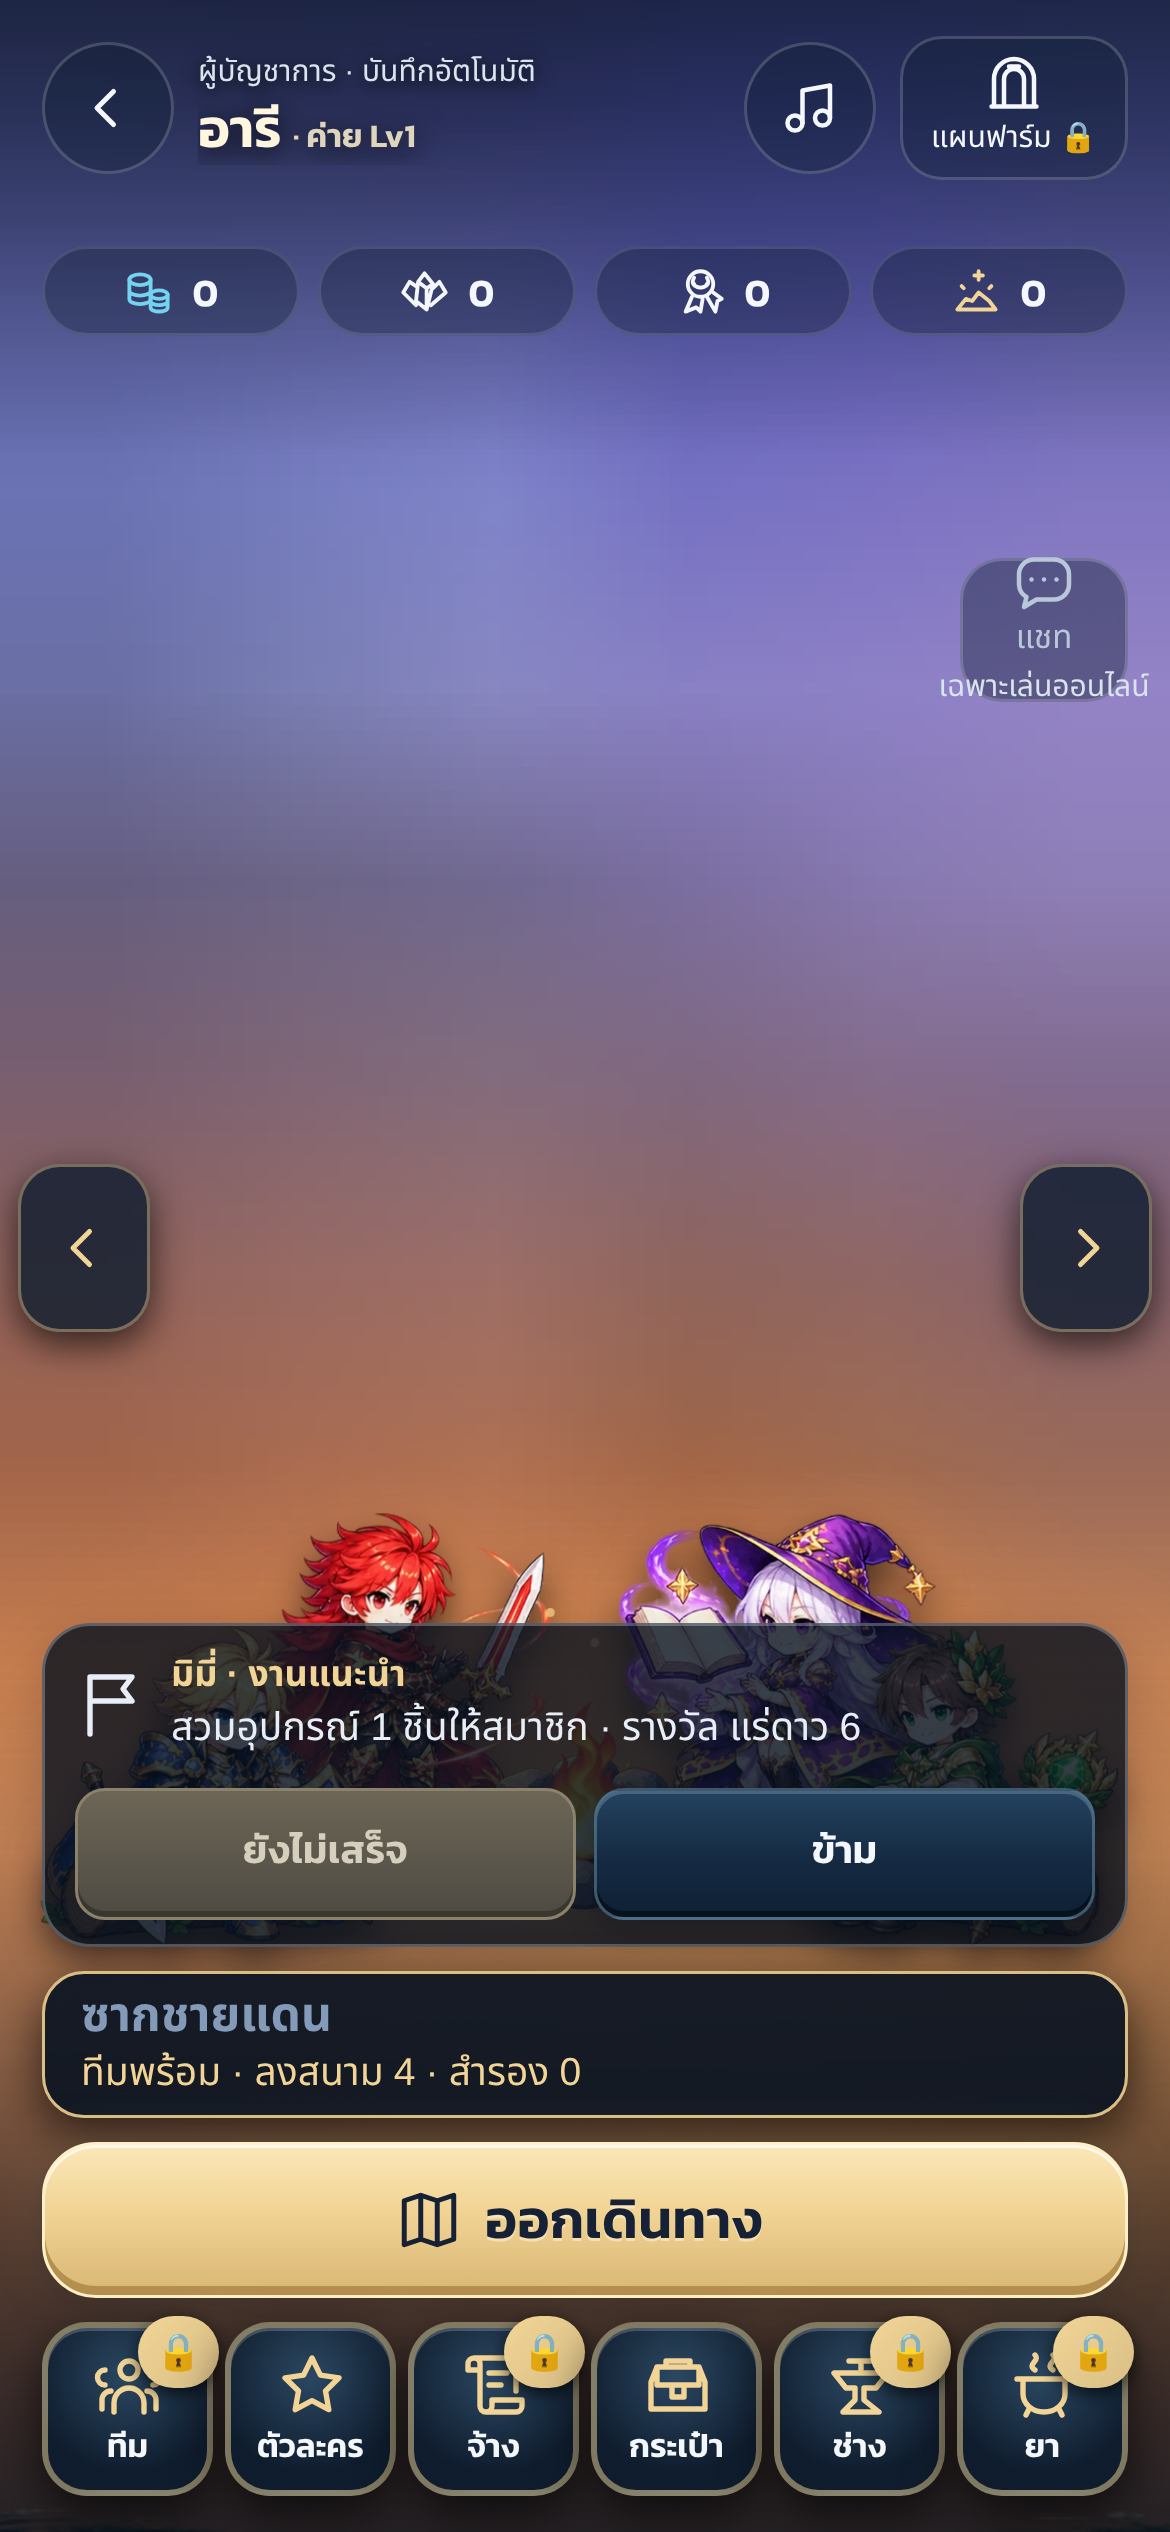 ผู้บัญชาการ · บันทึกอัตโนมัติ
อารี · ค่าย Lv1
แผนฟาร์ม 🔒
0
0
0
0
แชท
เฉพาะเล่นออนไลน์
มิมี่ · งานแนะนำ
สวมอุปกรณ์ 1 ชิ้นให้สมาชิก · รางวัล แร่ดาว 6
ยังไม่เสร็จ
ข้าม
ซากชายแดน
ทีมพร้อม · ลงสนาม 4 · สำรอง 0
ออกเดินทาง
ทีม
ตัวละคร
จ้าง
กระเป๋า
ช่าง
ยา